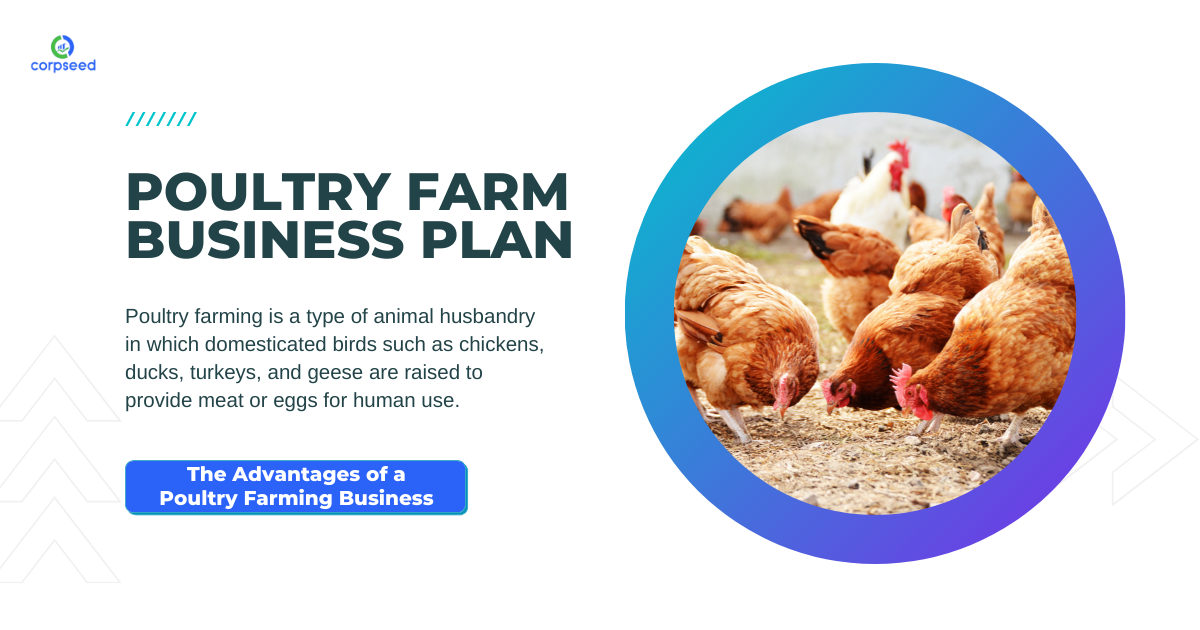 corpseed
POULTRY FARM
BUSINESS PLAN
Poultry farming is a type of animal husbandry
in which domesticated birds such as chickens,
ducks, turkeys, and geese are raised to
provide meat or eggs for human use.
The Advantages of a
Poultry Farming Business